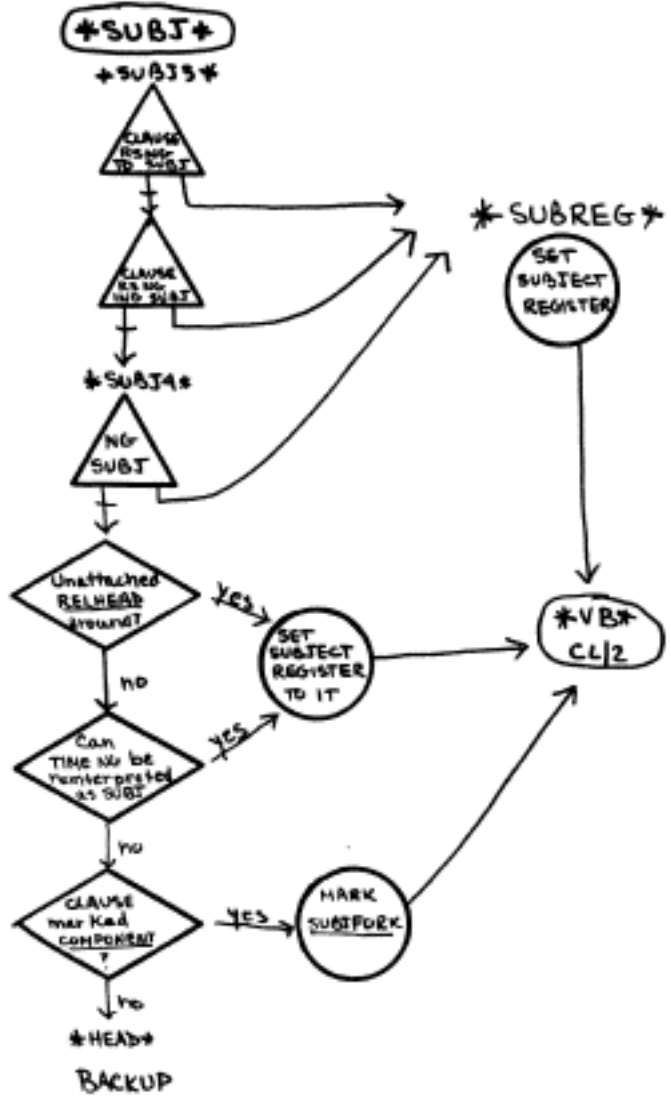 *SUBJ*
*SUBJ3*
CLAUSE
RSNG
TO SUBJ
*SUBREG*
SET
SUBJECT
REGISTER
CLAUSE
RSNG
ING SUBJ
*SUBJ4*
NG
SUBJ
Unattached
RELHEAD
around?
yes
SET
SUBJECT
REGISTER
TO IT
*VB*
CL/2
no
Can
TIME NG be
reinterpreted
as SUBJ
yes
no
CLAUSE
marked
COMPONENT
?
yes
MARK
SUBJFORK
no
*HEAD*
BACKUP